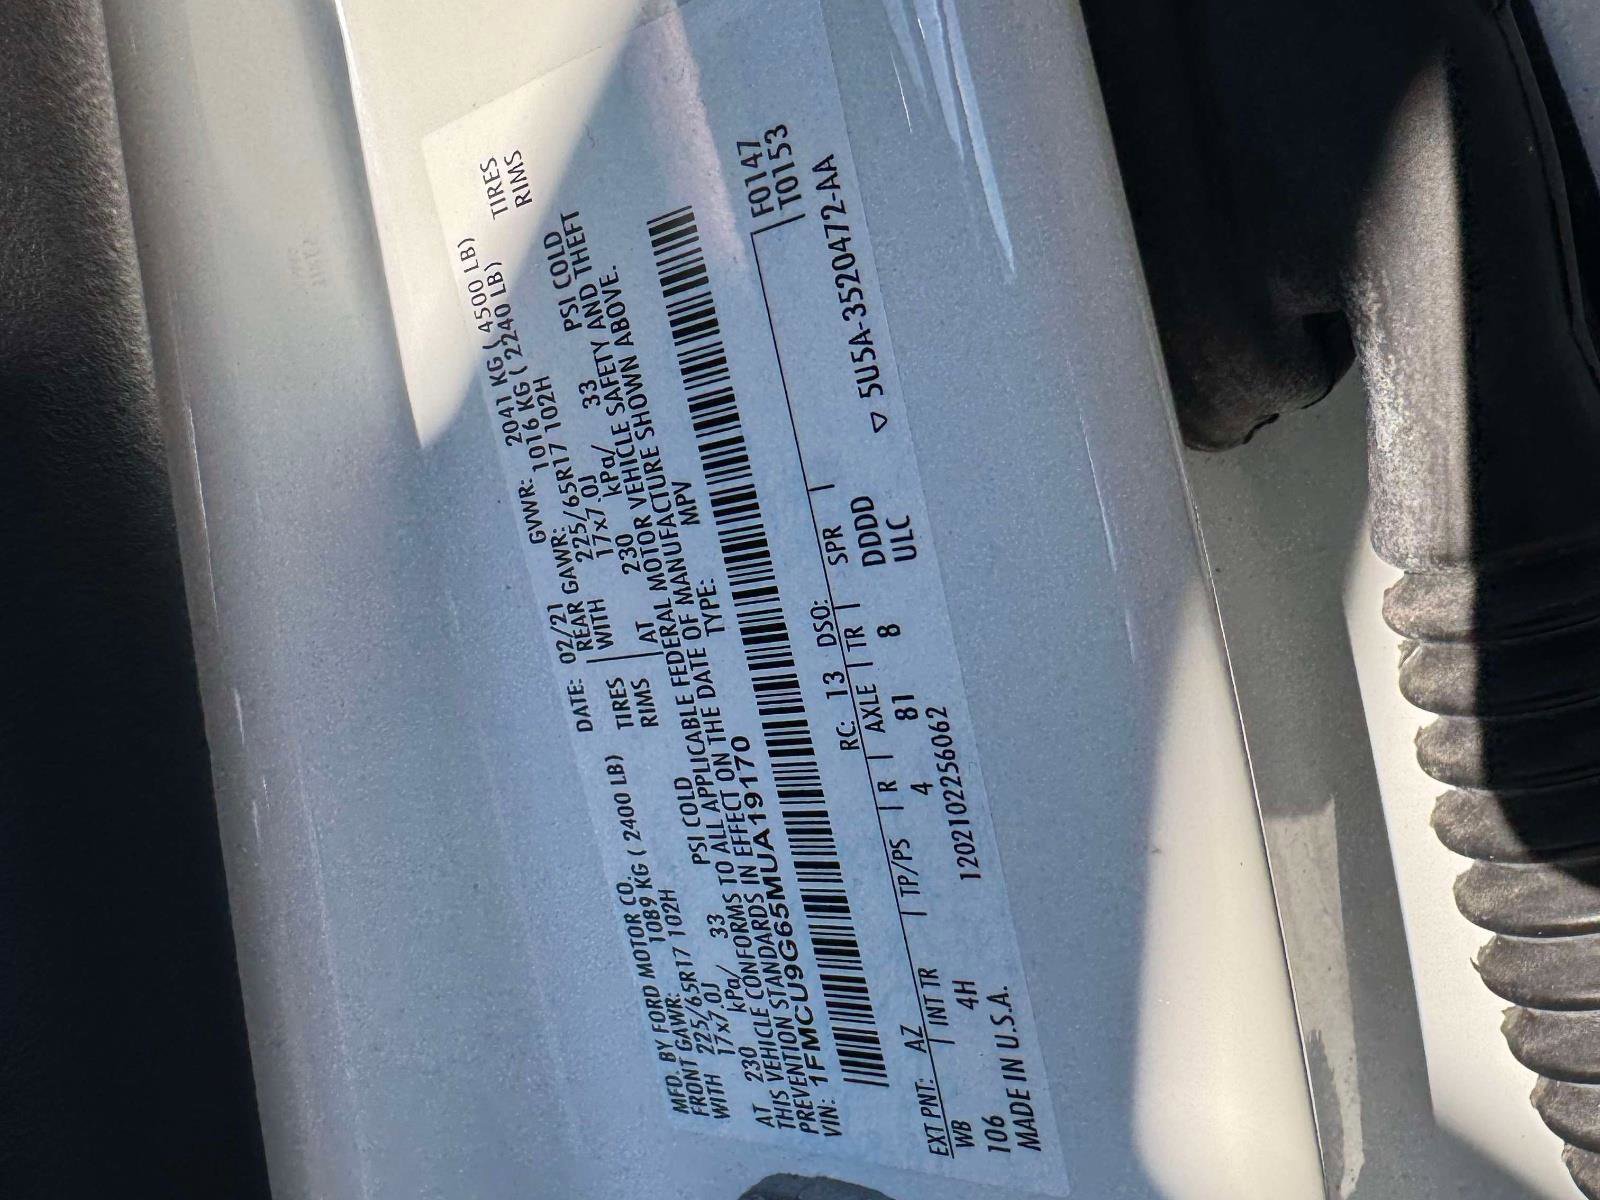 MFD. BY FORD MOTOR CO. DATE: 02/21 GVWR: 2041 KG ( 4500 LB)
FRONT GAWR: 1089 KG ( 2400 LB) REAR GAWR: 1016 KG ( 2240 LB)
WITH 225/65R17 102H TIRES WITH 225/65R17 102H TIRES
17x7.0J RIMS 17x7.0J RIMS
AT 230 kPa/ 33 PSI COLD AT 230 kPa/ 33 PSI COLD
THIS VEHICLE CONFORMS TO ALL APPLICABLE FEDERAL MOTOR VEHICLE SAFETY AND THEFT
PREVENTION STANDARDS IN EFFECT ON THE DATE OF MANUFACTURE SHOWN ABOVE.
VIN: 1FMCU9G65MUA19170 TYPE: MPV
F0147
T0153
EXT PNT: AZ RC: 13 DSO:
WB INT TR TP/PS R AXLE TR SPR
106 4H 4 81 8 8 DDDD
ULC
MADE IN U.S.A. 1202102256062
▽ 5U5A-3520472-AA